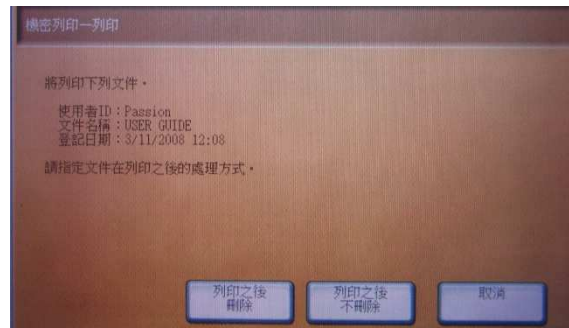 機密列印—列印
將列印下列文件。
使用者ID：Passion
文件名稱：USER GUIDE
登記日期：3/11/2008 12:08
請指定文件在列印之後的處理方式。
列印之後
刪除
列印之後
不刪除
取消